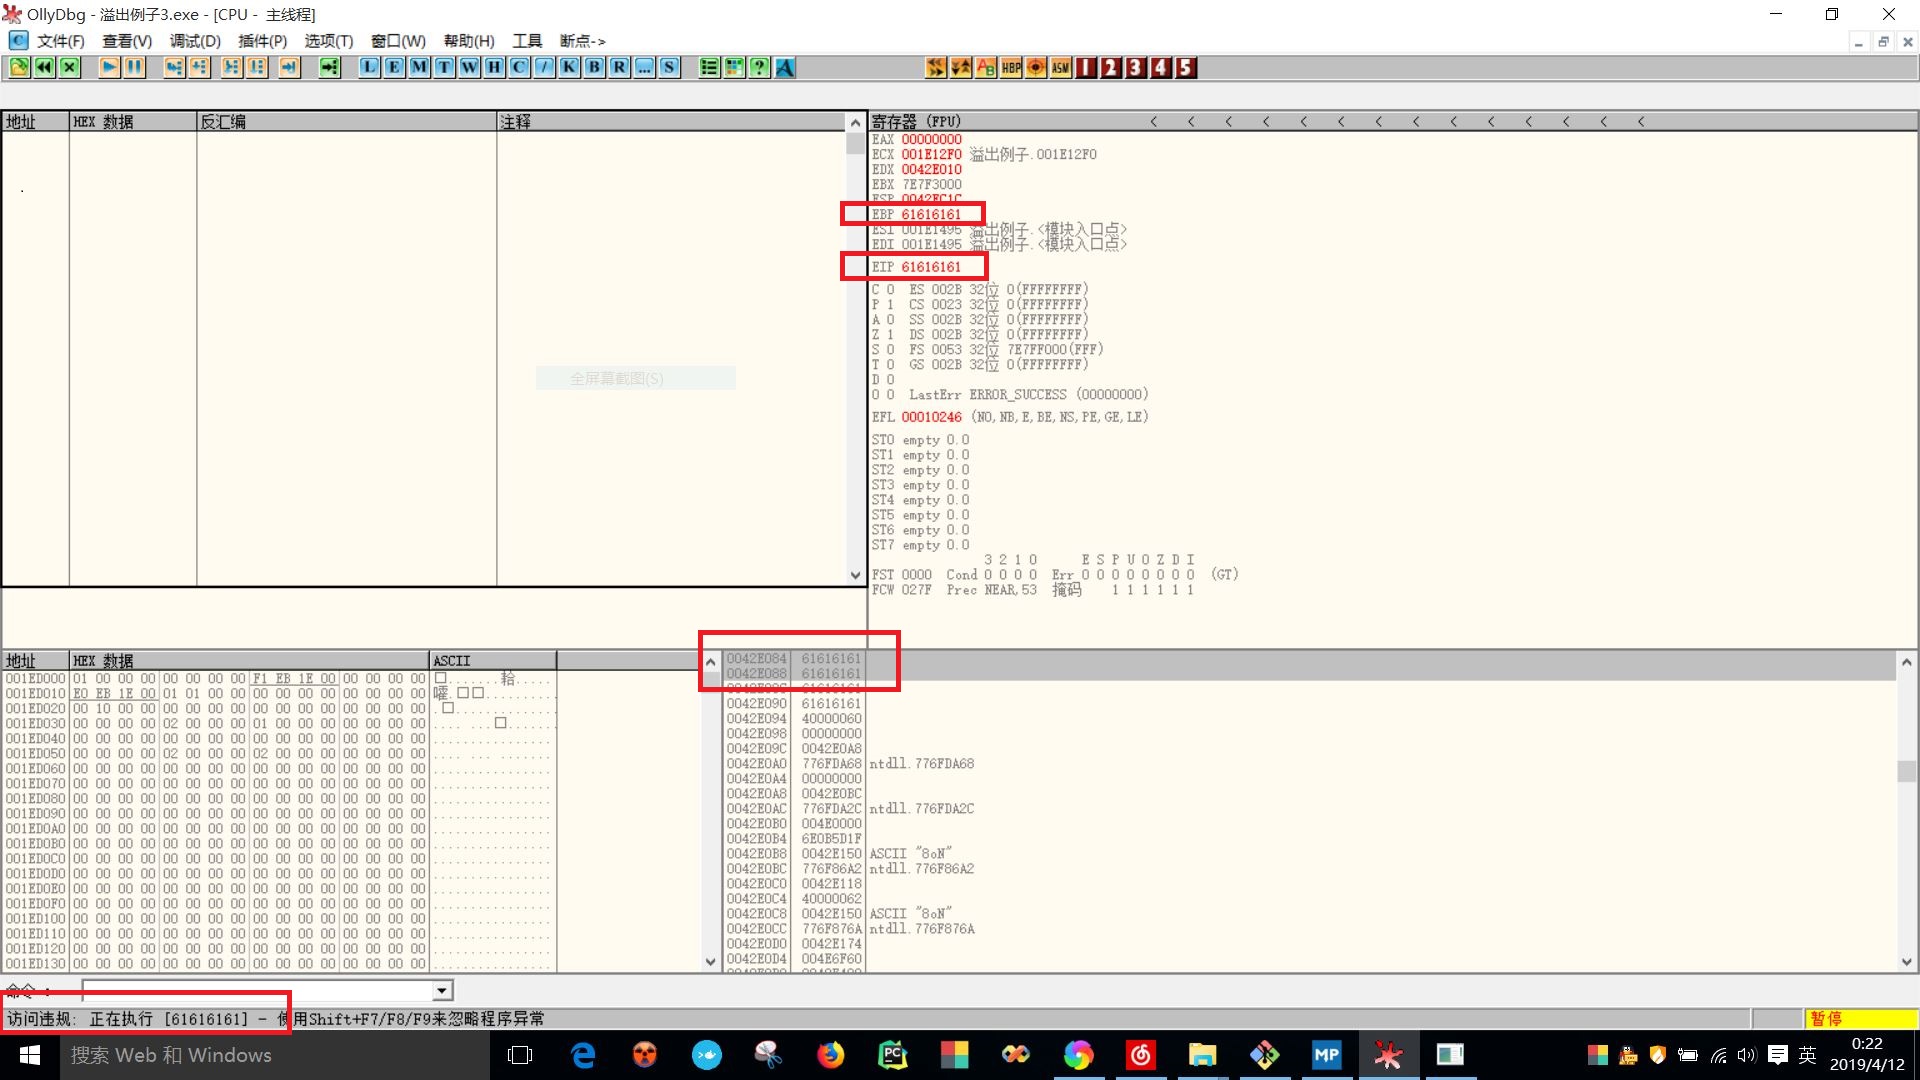 OllyDbg - 溢出例子3.exe - [CPU - 主线程]
文件(F) 查看(V) 调试(D) 插件(P) 选项(T) 窗口(W) 帮助(H) 工具 断点->
L E M T W H C / K B R ... S ? A HBP ASM 1 2 3 4 5
地址 HEX 数据 反汇编 注释
寄存器 (FPU) < < < < < < < < < < < < < <
EAX 00000000
ECX 001E12F0 溢出例子.001E12F0
EDX 0042E010
EBX 7E7F3000
EBP 61616161
ESI 001E1495 溢出例子.<模块入口点>
EDI 001E1495 溢出例子.<模块入口点>
EIP 61616161
C 0 ES 002B 32位 0(FFFFFFFF)
P 1 CS 0023 32位 0(FFFFFFFF)
A 0 SS 002B 32位 0(FFFFFFFF)
Z 1 DS 002B 32位 0(FFFFFFFF)
S 0 FS 0053 32位 7E7FF000(FFF)
T 0 GS 002B 32位 0(FFFFFFFF)
D 0
O 0 LastErr ERROR_SUCCESS (00000000)
EFL 00010246 (NO,NB,E,BE,NS,PE,GE,LE)
ST0 empty 0.0
ST1 empty 0.0
ST2 empty 0.0
ST3 empty 0.0
ST4 empty 0.0
ST5 empty 0.0
ST6 empty 0.0
ST7 empty 0.0
3 2 1 0 E S P U O Z D I
FST 0000 Cond 0 0 0 0 Err 0 0 0 0 0 0 0 0 (GT)
FCW 027F Prec NEAR,53 掩码 1 1 1 1 1 1
全屏幕截图(S)
地址 HEX 数据 ASCII
001ED000 01 00 00 00 00 00 00 00 F1 EB 1E 00 00 00 00 00
001ED010 E0 EB 1E 00 01 01 00 00 00 00 00 00 00 00 00 00
001ED020 00 10 00 00 00 00 00 00 00 00 00 00 00 00 00 00
001ED030 00 00 00 00 02 00 00 00 01 00 00 00 00 00 00 00
001ED040 00 00 00 00 00 00 00 00 00 00 00 00 00 00 00 00
001ED050 00 00 00 00 02 00 00 00 02 00 00 00 00 00 00 00
001ED060 00 00 00 00 00 00 00 00 00 00 00 00 00 00 00 00
001ED070 00 00 00 00 00 00 00 00 00 00 00 00 00 00 00 00
001ED080 00 00 00 00 00 00 00 00 00 00 00 00 00 00 00 00
001ED090 00 00 00 00 00 00 00 00 00 00 00 00 00 00 00 00
001ED0A0 00 00 00 00 00 00 00 00 00 00 00 00 00 00 00 00
001ED0B0 00 00 00 00 00 00 00 00 00 00 00 00 00 00 00 00
001ED0C0 00 00 00 00 00 00 00 00 00 00 00 00 00 00 00 00
001ED0D0 00 00 00 00 00 00 00 00 00 00 00 00 00 00 00 00
001ED0E0 00 00 00 00 00 00 00 00 00 00 00 00 00 00 00 00
001ED0F0 00 00 00 00 00 00 00 00 00 00 00 00 00 00 00 00
001ED100 00 00 00 00 00 00 00 00 00 00 00 00 00 00 00 00
001ED110 00 00 00 00 00 00 00 00 00 00 00 00 00 00 00 00
001ED120 00 00 00 00 00 00 00 00 00 00 00 00 00 00 00 00
001ED130 00 00 00 00 00 00 00 00 00 00 00 00 00 00 00 00
0042E084 61616161
0042E088 61616161
0042E090 61616161
0042E094 40000060
0042E098 00000000
0042E09C 0042E0A8
0042E0A0 776FDA68 ntdll.776FDA68
0042E0A4 00000000
0042E0A8 0042E0BC
0042E0AC 776FDA2C ntdll.776FDA2C
0042E0B0 004E0000
0042E0B4 6E0B5D1F
0042E0B8 0042E150 ASCII "8oN"
0042E0BC 776F86A2 ntdll.776F86A2
0042E0C0 0042E118
0042E0C4 40000062
0042E0C8 0042E150 ASCII "8oN"
0042E0CC 776F876A ntdll.776F876A
0042E0D0 0042E174
0042E0D4 004E6F60
访问违规: 正在执行 [61616161] - 使用Shift+F7/F8/F9来忽略程序异常
暂停
搜索 Web 和 Windows
PC
MP
英
0:22
2019/4/12